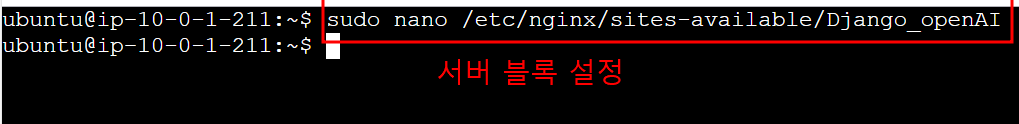 ubuntu@ip-10-0-1-211:~$ sudo nano /etc/nginx/sites-available/Django_openAI
ubuntu@ip-10-0-1-211:~$
서버 블록 설정